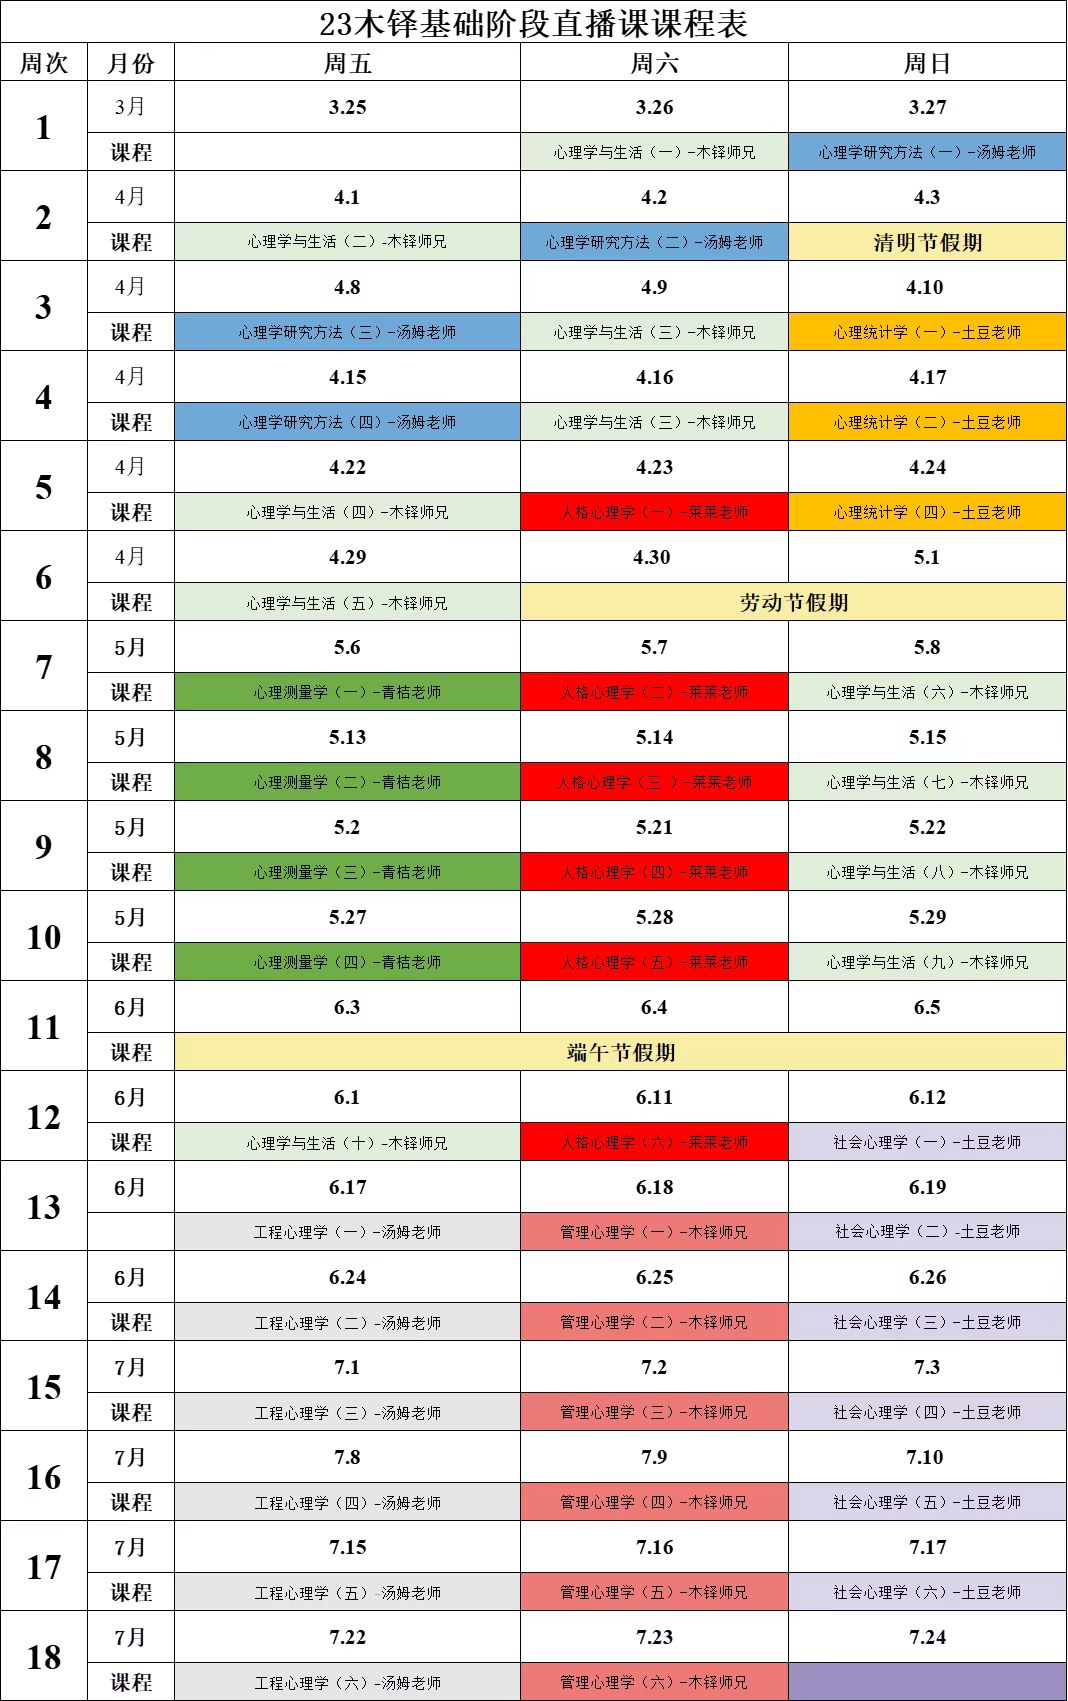 23木铎基础阶段直播课课程表
周次 月份 周五 周六 周日
1 3月 3.25 3.26 3.27
课程 心理学与生活（一）-木铎师兄 心理学研究方法（一）-汤姆老师
2 4月 4.1 4.2 4.3
课程 心理学与生活（二）-木铎师兄 心理学研究方法（二）-汤姆老师 清明节假期
3 4月 4.8 4.9 4.10
课程 心理学研究方法（三）-汤姆老师 心理学与生活（三）-木铎师兄 心理统计学（一）-土豆老师
4 4月 4.15 4.16 4.17
课程 心理学研究方法（四）-汤姆老师 心理学与生活（三）-木铎师兄 心理统计学（二）-土豆老师
5 4月 4.22 4.23 4.24
课程 心理学与生活（四）-木铎师兄 人格心理学（一）-莱莱老师 心理统计学（四）-土豆老师
6 4月 4.29 4.30 5.1
课程 心理学与生活（五）-木铎师兄 劳动节假期
7 5月 5.6 5.7 5.8
课程 心理测量学（一）-青桔老师 人格心理学（二）-莱莱老师 心理学与生活（六）-木铎师兄
8 5月 5.13 5.14 5.15
课程 心理测量学（二）-青桔老师 人格心理学（三 ）-莱莱老师 心理学与生活（七）-木铎师兄
9 5月 5.2 5.21 5.22
课程 心理测量学（三）-青桔老师 人格心理学（四）-莱莱老师 心理学与生活（八）-木铎师兄
10 5月 5.27 5.28 5.29
课程 心理测量学（四）-青桔老师 人格心理学（五）-莱莱老师 心理学与生活（九）-木铎师兄
11 6月 6.3 6.4 6.5
课程 端午节假期
12 6月 6.1 6.11 6.12
课程 心理学与生活（十）-木铎师兄 人格心理学（六）-莱莱老师 社会心理学（一）-土豆老师
13 6月 6.17 6.18 6.19
工程心理学（一）-汤姆老师 管理心理学（一）-木铎师兄 社会心理学（二）-土豆老师
14 6月 6.24 6.25 6.26
课程 工程心理学（二）-汤姆老师 管理心理学（二）-木铎师兄 社会心理学（三）-土豆老师
15 7月 7.1 7.2 7.3
课程 工程心理学（三）-汤姆老师 管理心理学（三）-木铎师兄 社会心理学（四）-土豆老师
16 7月 7.8 7.9 7.10
课程 工程心理学（四）-汤姆老师 管理心理学（四）-木铎师兄 社会心理学（五）-土豆老师
17 7月 7.15 7.16 7.17
课程 工程心理学（五）-汤姆老师 管理心理学（五）-木铎师兄 社会心理学（六）-土豆老师
18 7月 7.22 7.23 7.24
课程 工程心理学（六）-汤姆老师 管理心理学（六）-木铎师兄